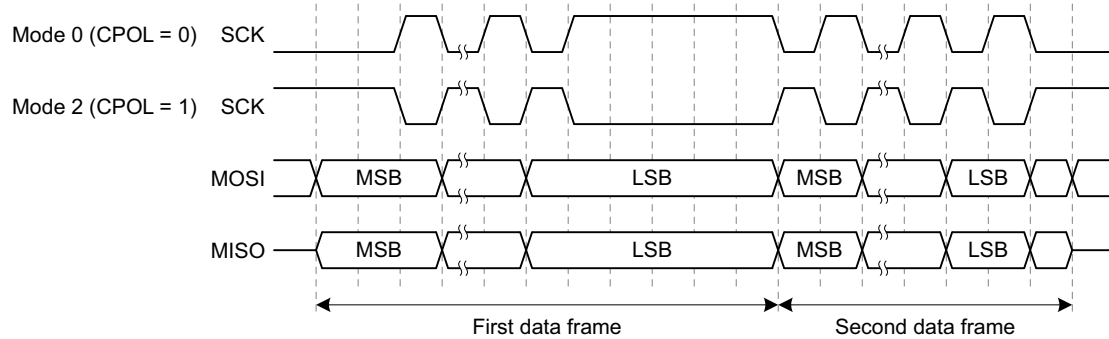 Mode 0 (CPOL = 0) SCK
Mode 2 (CPOL = 1) SCK
MOSI MSB LSB MSB LSB
MISO MSB LSB MSB LSB
First data frame Second data frame